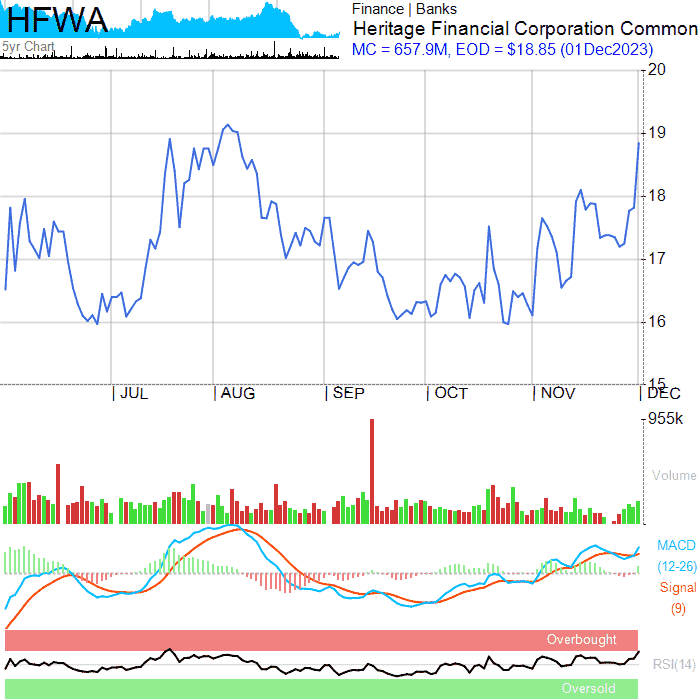 HFWA
5yr Chart
Finance | Banks
Heritage Financial Corporation Common
MC = 657.9M, EOD = $18.85 (01Dec2023)
20
19
18
17
16
15
| JUL | AUG | SEP | OCT | NOV | DEC
955k
Volume
MACD
(12-26)
Signal
(9)
Overbought
RSI(14)
Oversold